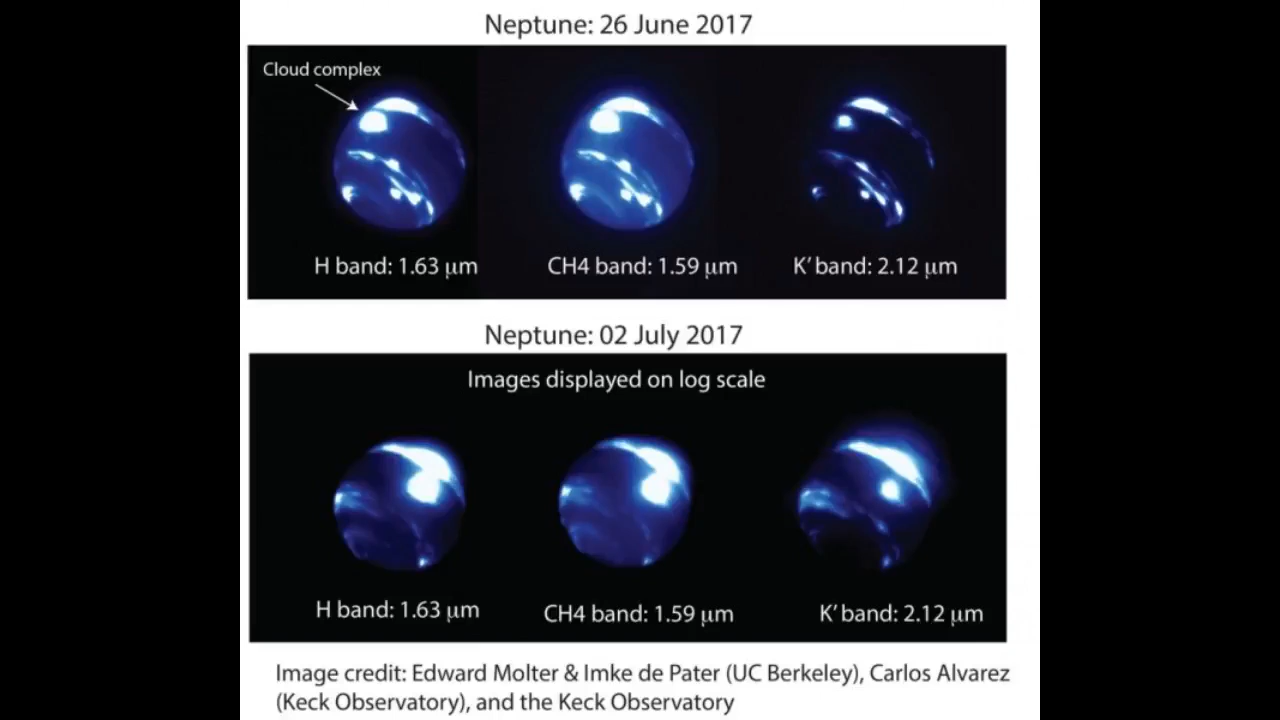 Neptune: 26 June 2017
Cloud complex
H band: 1.63 μm
CH4 band: 1.59 μm
K’ band: 2.12 μm
Neptune: 02 July 2017
Images displayed on log scale
H band: 1.63 μm
CH4 band: 1.59 μm
K’ band: 2.12 μm
Image credit: Edward Molter & Imke de Pater (UC Berkeley), Carlos Alvarez
(Keck Observatory), and the Keck Observatory